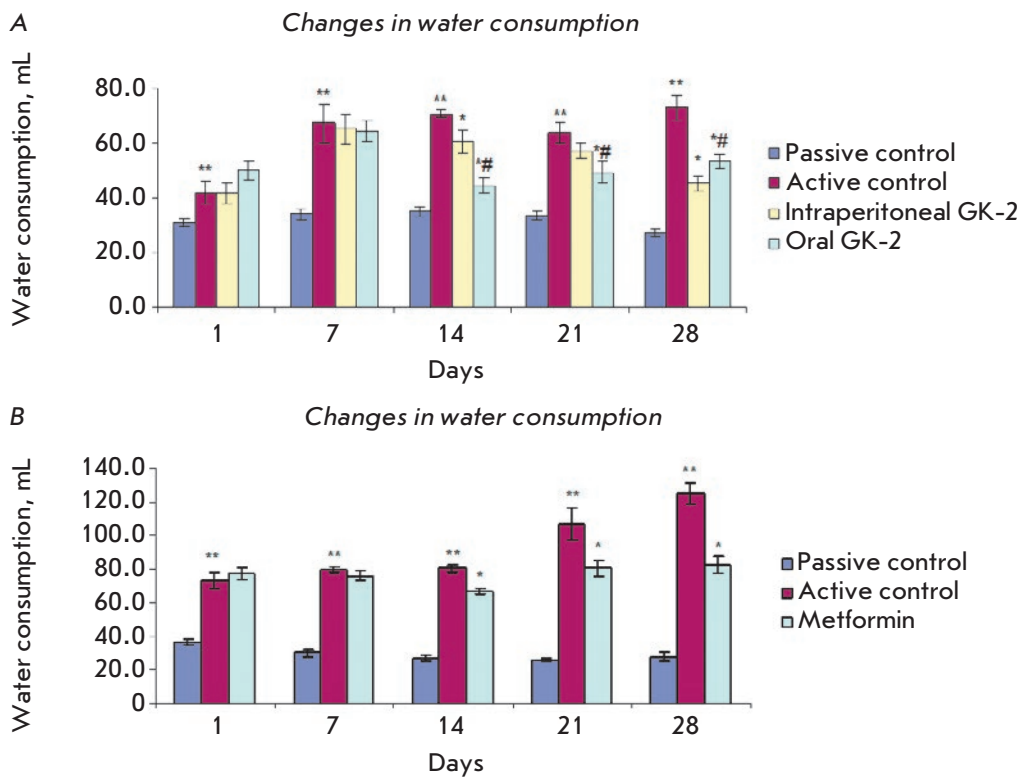 A
Changes in water consumption
Water consumption, mL
80.0
60.0
40.0
20.0
0.0
**
**
^^
*
^#
^^
*#
**
*
*#
1
7
14
21
28
Days
Passive control
Active control
Intraperitoneal GK-2
Oral GK-2
B
Changes in water consumption
Water consumption, mL
140.0
120.0
100.0
80.0
60.0
40.0
20.0
0
**
^^
**
*
**
^
^^
^
1
7
14
21
28
Days
Passive control
Active control
Metformin